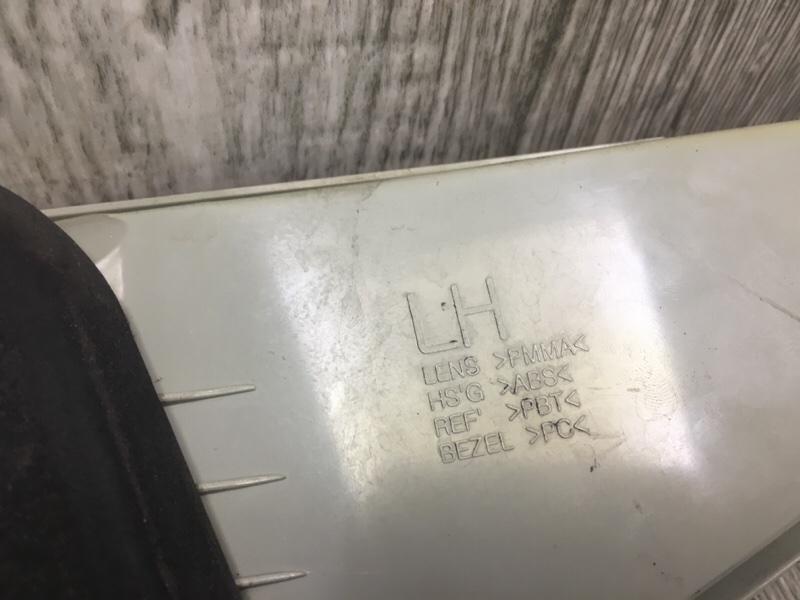 LH
LENS >PMMA<
HS'G >ABS<
REF' >PBT<
BEZEL >PC<